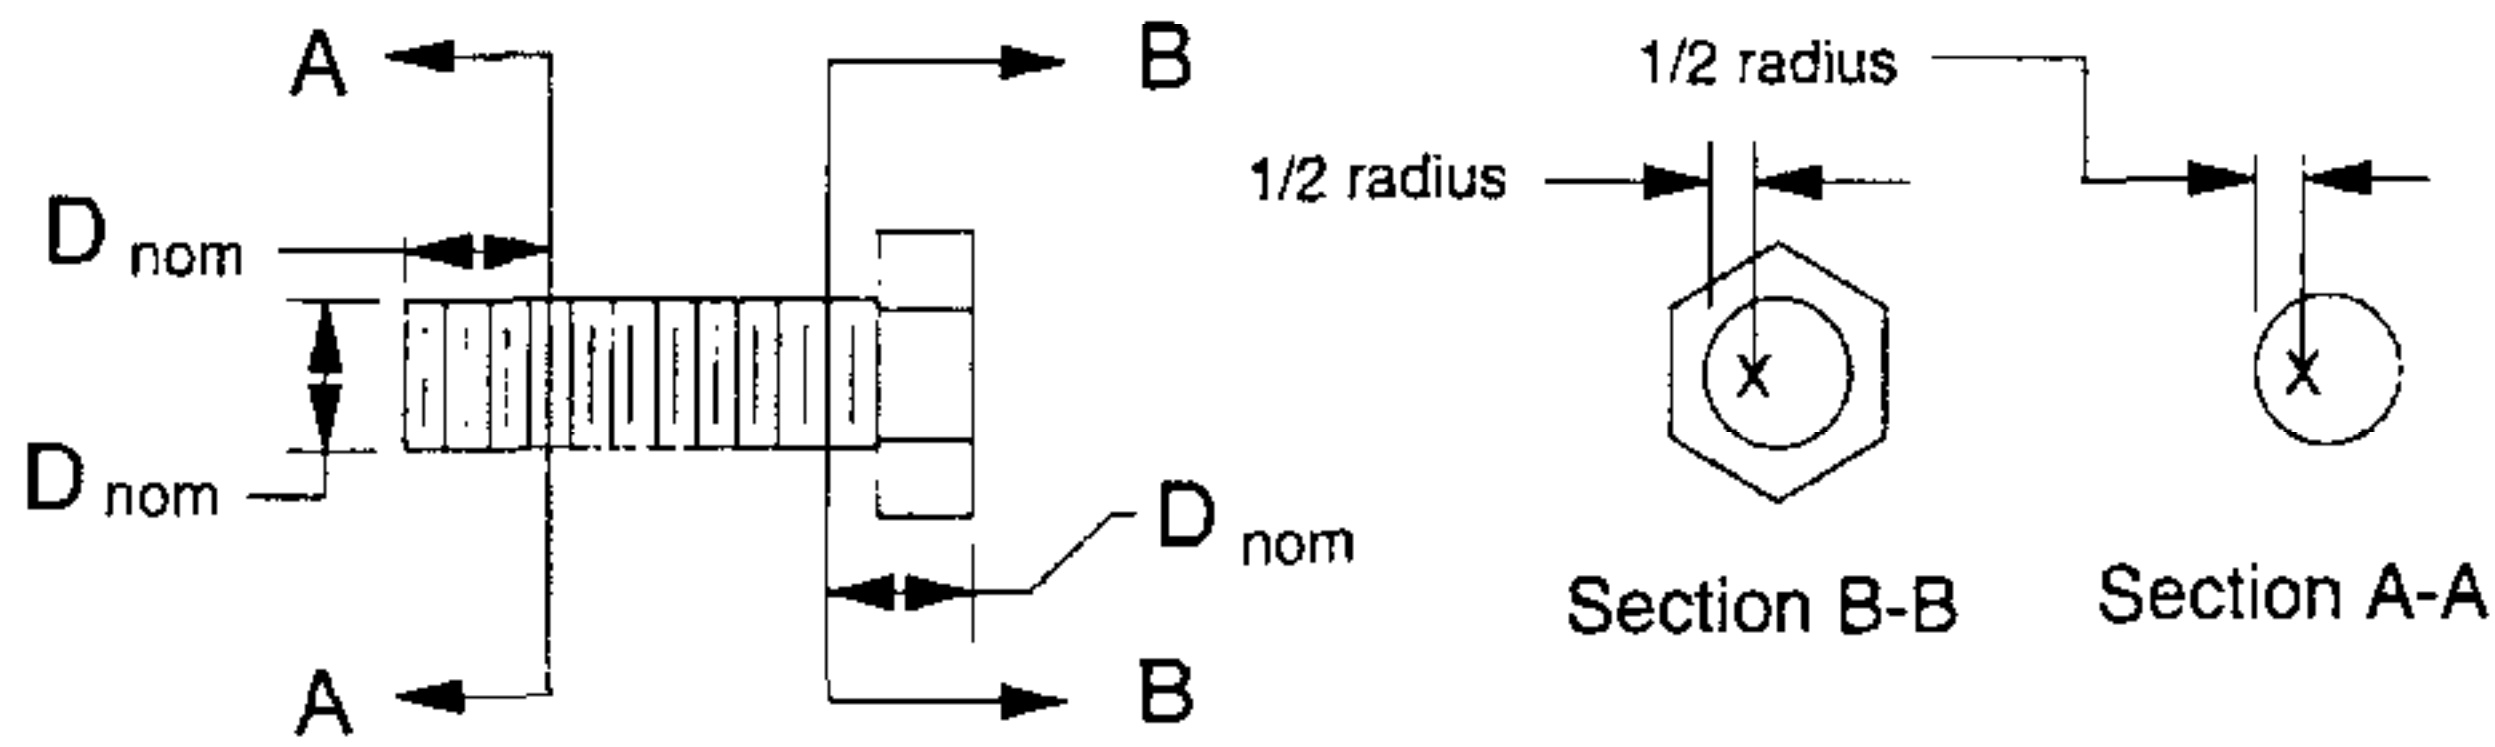 A
B
1/2 radius
1/2 radius
D nom
D nom
D nom
Section B-B
Section A-A
A
B